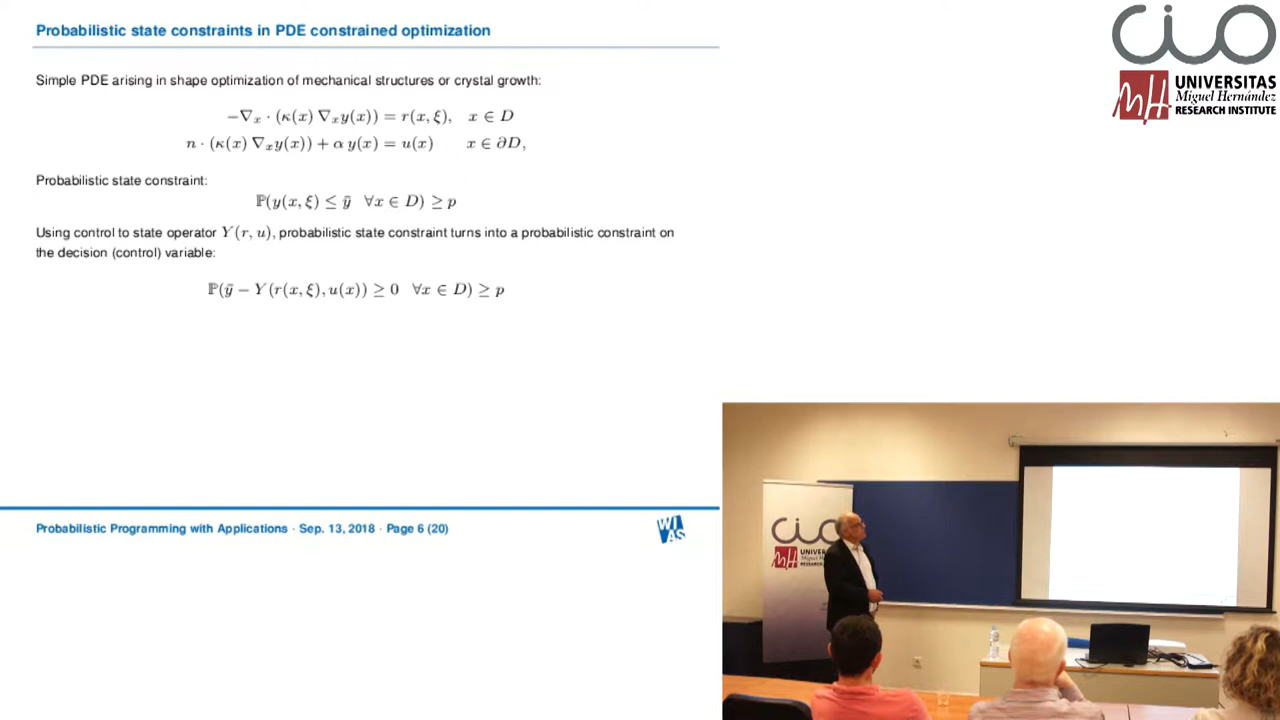 Probabilistic state constraints in PDE constrained optimization
Simple PDE arising in shape optimization of mechanical structures or crystal growth:
−∇ₓ · (κ(x) ∇ₓy(x)) = r(x, ξ), x ∈ D
n · (κ(x) ∇ₓy(x)) + α y(x) = u(x) x ∈ ∂D,
Probabilistic state constraint:
ℙ(y(x, ξ) ≤ ȳ ∀x ∈ D) ≥ p
Using control to state operator Y(r, u), probabilistic state constraint turns into a probabilistic constraint on
the decision (control) variable:
ℙ(ȳ − Y(r(x, ξ), u(x)) ≥ 0 ∀x ∈ D) ≥ p
Probabilistic Programming with Applications · Sep. 13, 2018 · Page 6 (20)
WIAS
CIO
UNIVERSITAS
Miguel Hernández
RESEARCH INSTITUTE
CIO